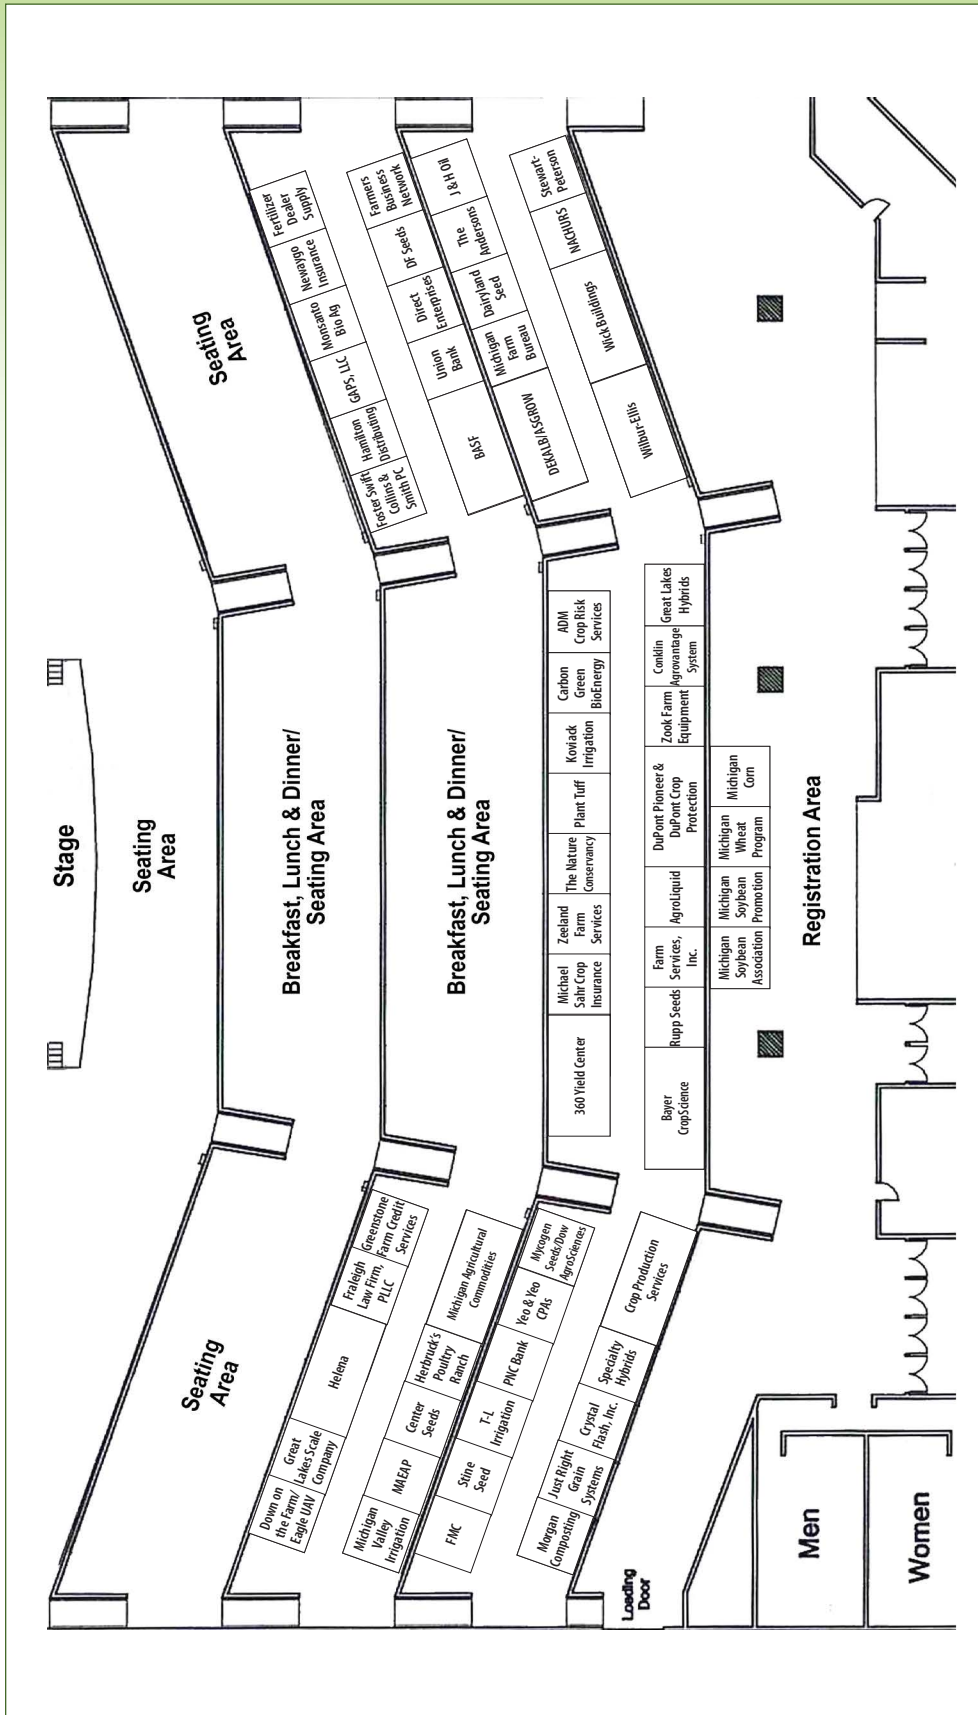 Stage
Seating
Area
Seating
Area
Seating
Area
Breakfast, Lunch & Dinner/
Seating Area
Breakfast, Lunch & Dinner/
Seating Area
Down on
the Farm/
Eagle UAV
Great
Lakes Scale
Company
Helena
Fraleigh
Law Firm,
PLLC
Greenstone
Farm Credit
Services
Foster Swift
Collins &
Smith PC
Hamilton
Distributing
GAPS, LLC
Monsanto
Bio Ag
Newaygo
Insurance
Fertilizer
Dealer
Supply
Michigan
Valley
Irrigation
MAEAP
Center
Seeds
Herbruck's
Poultry
Ranch
Michigan Agricultural
Commodities
BASF
Union
Bank
Direct
Enterprises
DF Seeds
Farmers
Business
Network
FMC
Stine
Seed
T-L
Irrigation
PNC Bank
Yeo & Yeo
CPAs
Mycogen
Seeds/Dow
AgroSciences
360 Yield Center
Michael
Sahr Crop
Insurance
Zeeland
Farm
Services
The Nature
Conservancy
Plant Tuff
Koviack
Irrigation
Carbon
Green
BioEnergy
ADM
Crop Risk
Services
DEKALB/ASGROW
Michigan
Farm
Bureau
Dairyland
Seed
The
Andersons
J & H Oil
Morgan
Composting
Just Right
Grain
Systems
Crystal
Flash, Inc.
Specialty
Hybrids
Crop Production
Services
Bayer
CropScience
Rupp Seeds
Farm
Services,
Inc.
AgroLiquid
DuPont Pioneer &
DuPont Crop
Protection
Zook Farm
Equipment
Conklin
Agrovantage
System
Great Lakes
Hybrids
Wilbur-Ellis
Wick Buildings
NACHURS
Stewart-
Peterson
Michigan
Soybean
Association
Michigan
Soybean
Promotion
Michigan
Wheat
Program
Michigan
Corn
Loading
Door
Registration Area
Men
Women